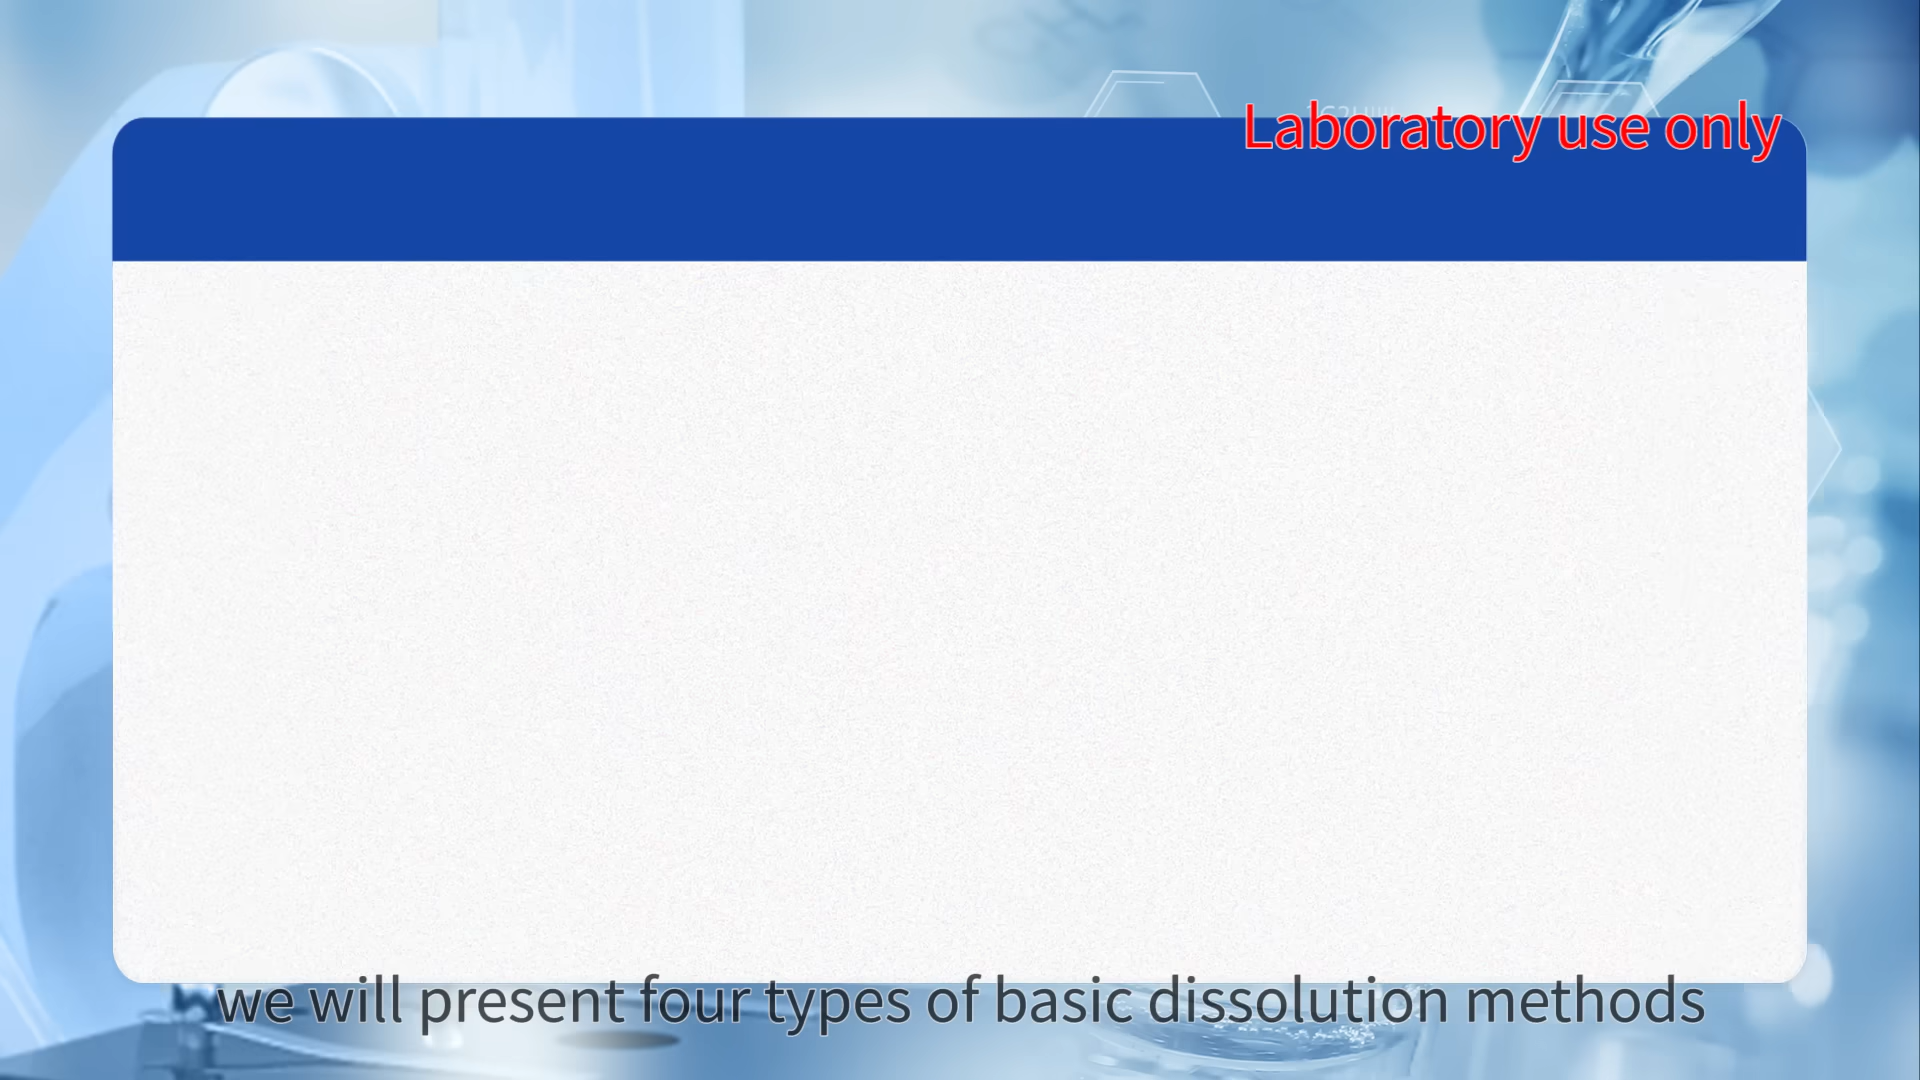 Laboratory use only
we will present four types of basic dissolution methods